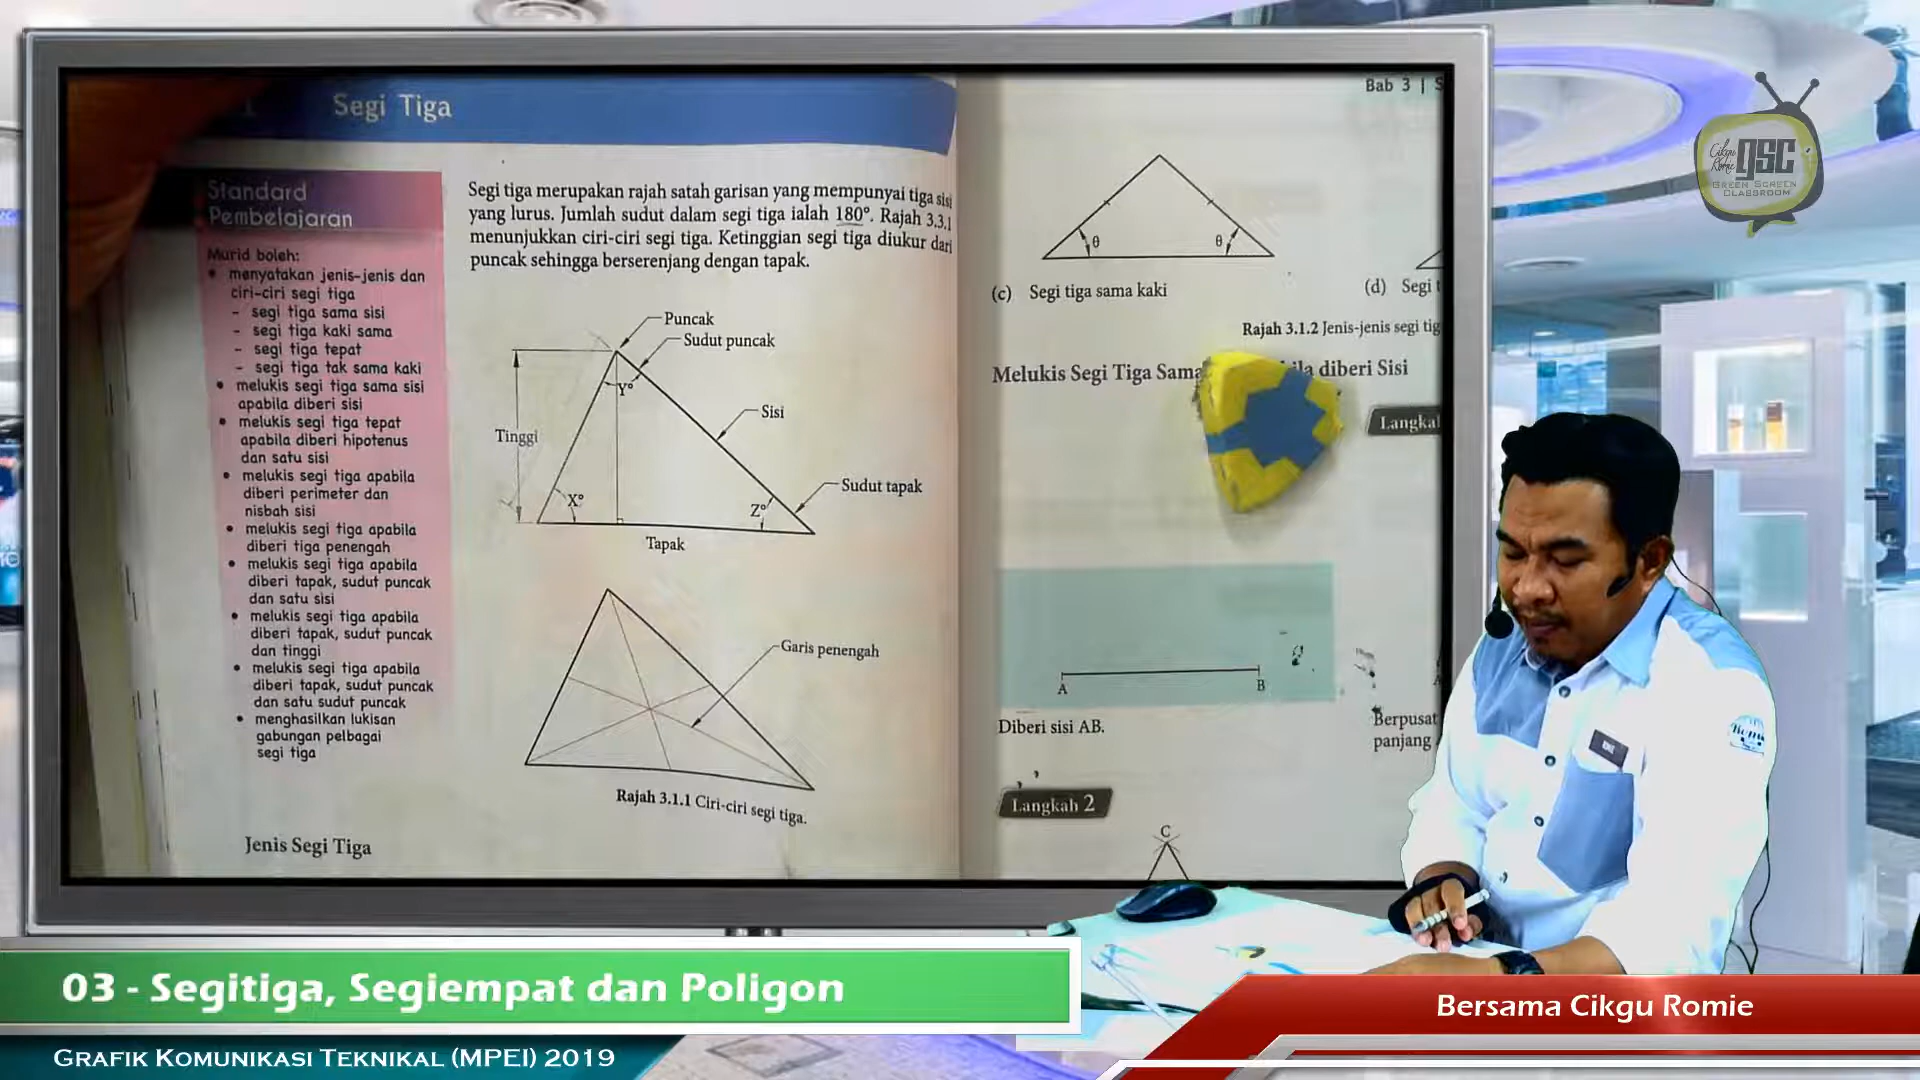 Segi Tiga
Standard
Pembelajaran
Murid boleh:
• menyatakan jenis-jenis dan
ciri-ciri segi tiga
- segi tiga sama sisi
- segi tiga kaki sama
- segi tiga tepat
- segi tiga tak sama kaki
• melukis segi tiga sama sisi
apabila diberi sisi
• melukis segi tiga tepat
apabila diberi hipotenus
dan satu sisi
• melukis segi tiga apabila
diberi perimeter dan
nisbah sisi
• melukis segi tiga apabila
diberi tiga penengah
• melukis segi tiga apabila
diberi tapak, sudut puncak
dan satu sisi
• melukis segi tiga apabila
diberi tapak, sudut puncak
dan tinggi
• melukis segi tiga apabila
diberi tapak, sudut puncak
dan satu sudut puncak
• menghasilkan lukisan
gabungan pelbagai
segi tiga
Segi tiga merupakan rajah satah garisan yang mempunyai tiga sisi
yang lurus. Jumlah sudut dalam segi tiga ialah 180°. Rajah 3.3.1
menunjukkan ciri-ciri segi tiga. Ketinggian segi tiga diukur dari
puncak sehingga berserenjang dengan tapak.
Puncak
Sudut puncak
Y°
Sisi
Tinggi
Sudut tapak
X°
Z°
Tapak
Garis penengah
Rajah 3.1.1 Ciri-ciri segi tiga.
Jenis Segi Tiga
Bab 3 | S
θ θ
(c) Segi tiga sama kaki
(d) Segi
Rajah 3.1.2 Jenis-jenis segi tig
Melukis Segi Tiga Sama diberi Sisi
Langka
A B
Diberi sisi AB.
Berpusat
panjang
Langkah 2
C
Cikgu
Romie
gsc
GREEN SCREEN
CLASSROOM
03 - Segitiga, Segiempat dan Poligon
Bersama Cikgu Romie
GRAFIK KOMUNIKASI TEKNIKAL (MPEI) 2019